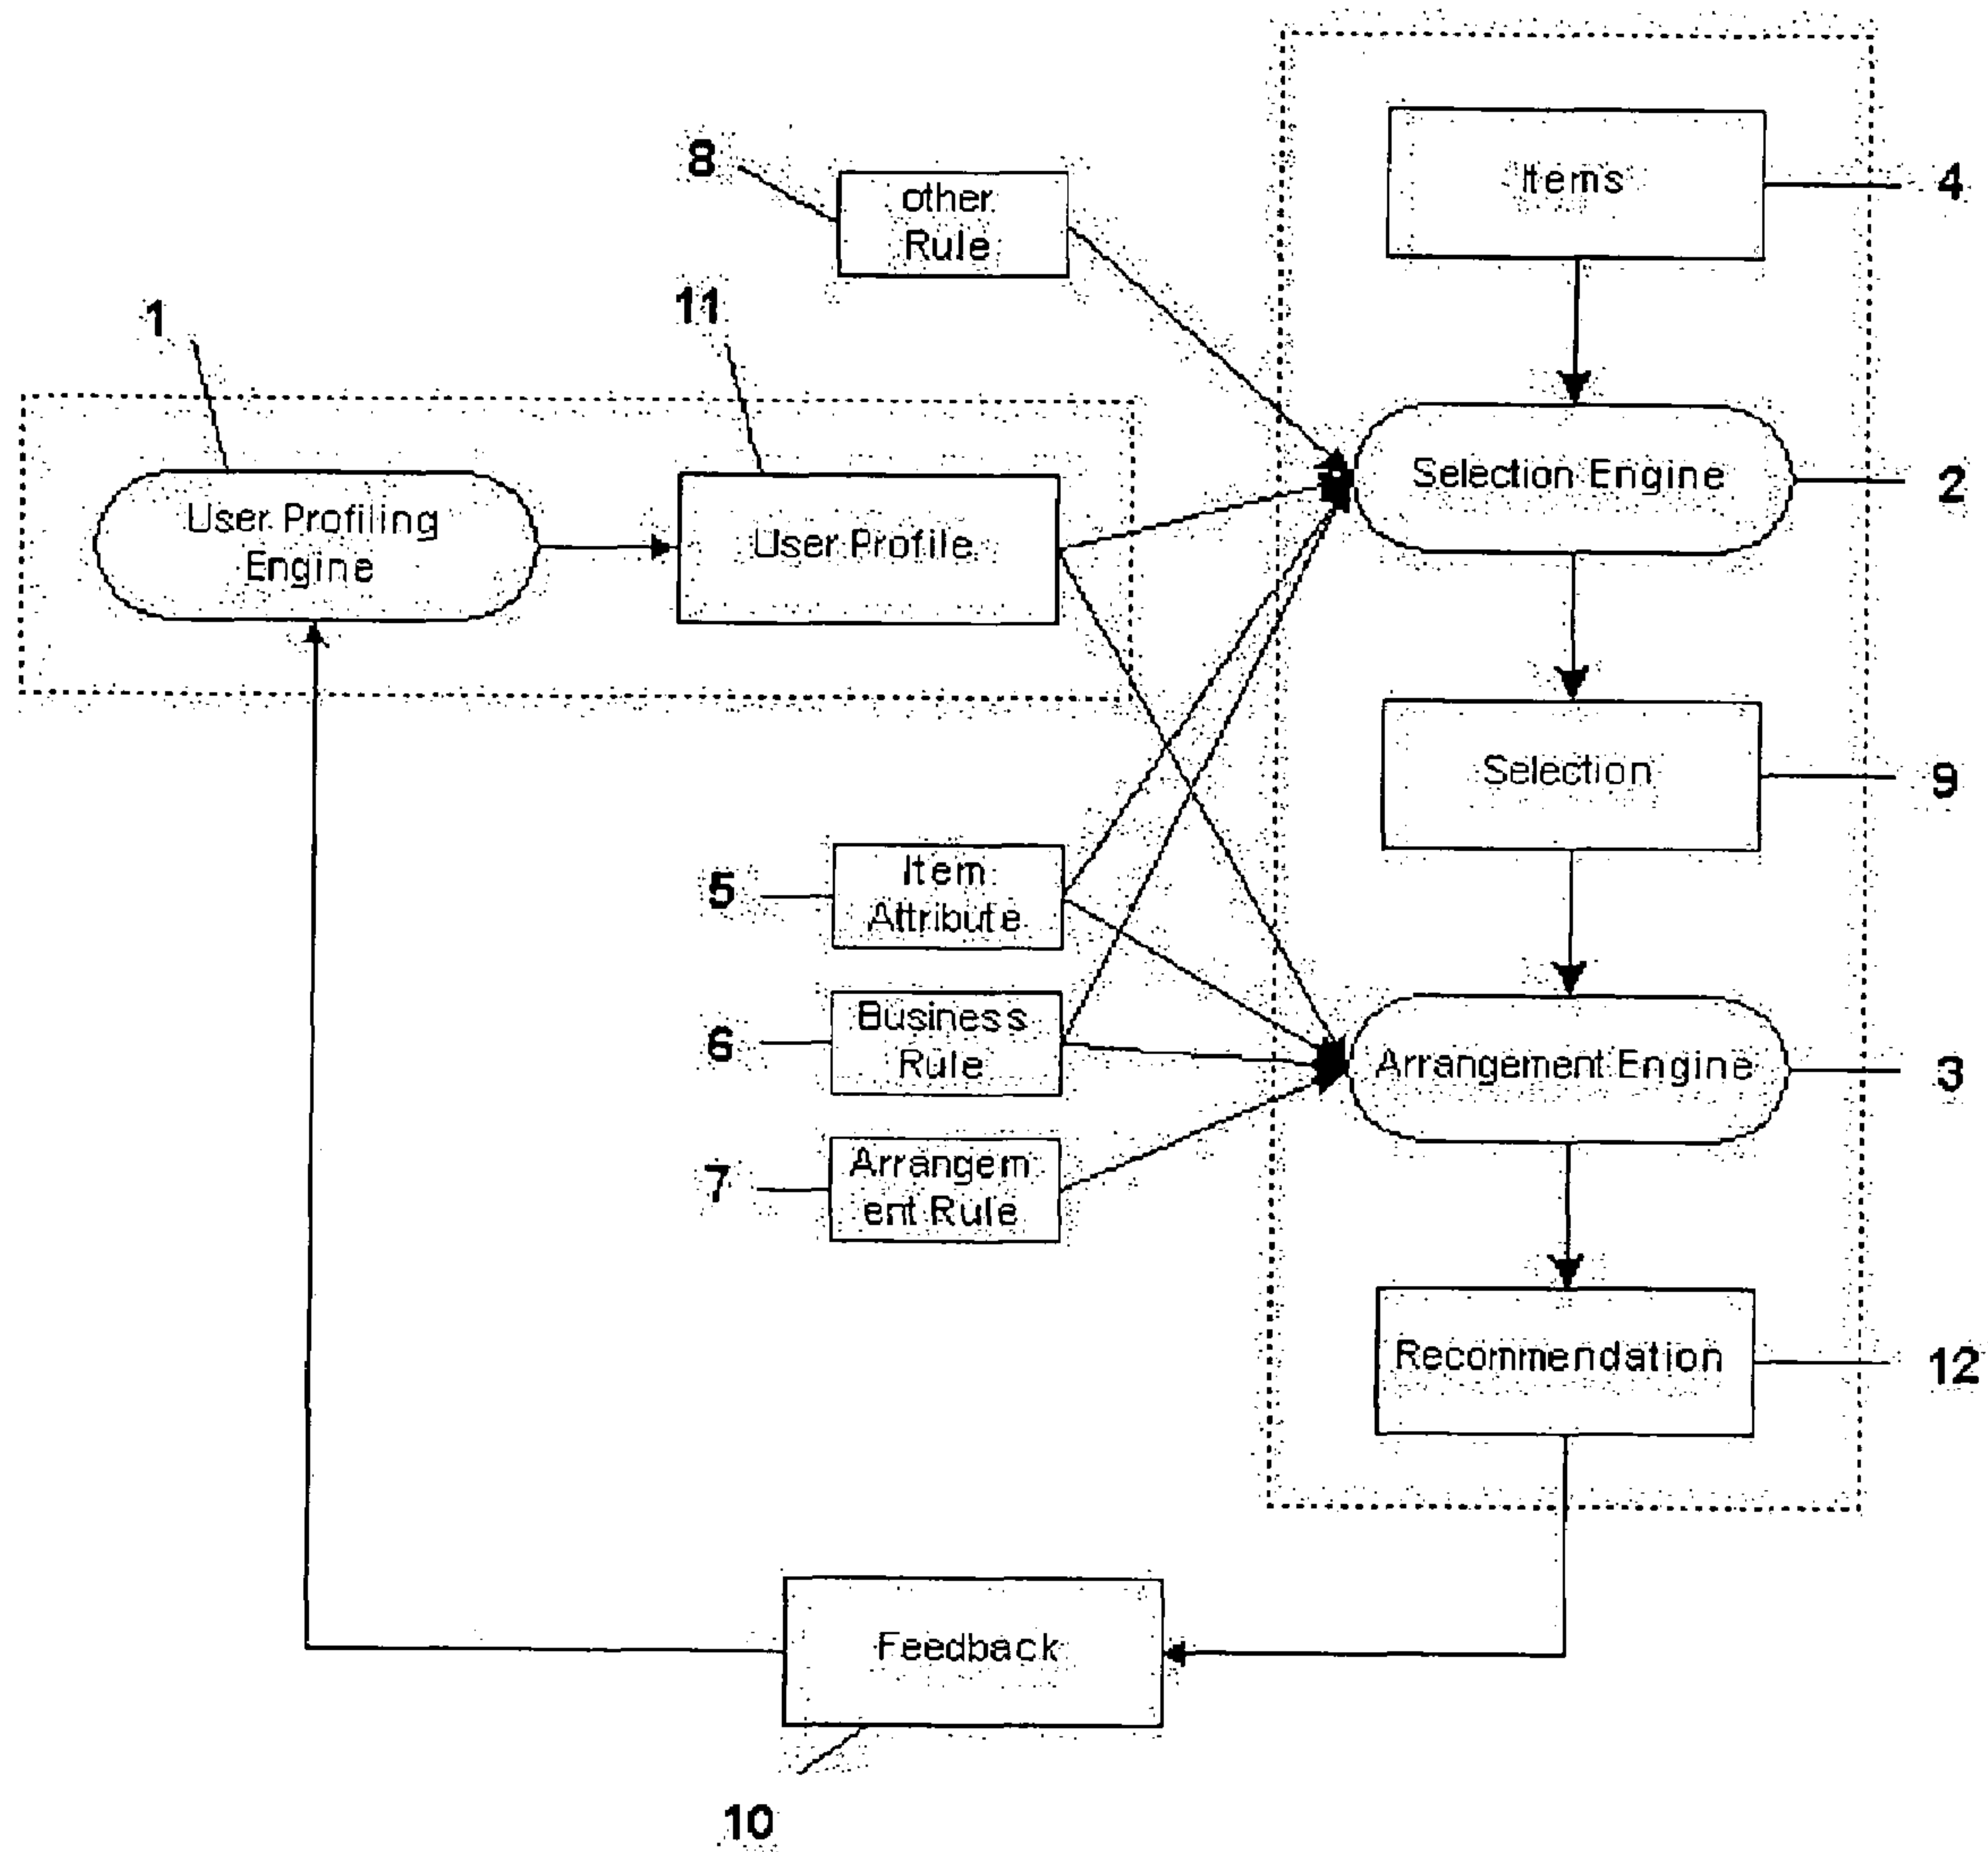 Items
4
8
other
Rule
11
1
Selection Engine
2
User Profiling
Engine
User Profile
Selection
9
5
Item
Attribute
6
Business
Rule
Arrangement Engine
3
7
Arrangem
ent Rule
Recommendation
12
Feedback
10